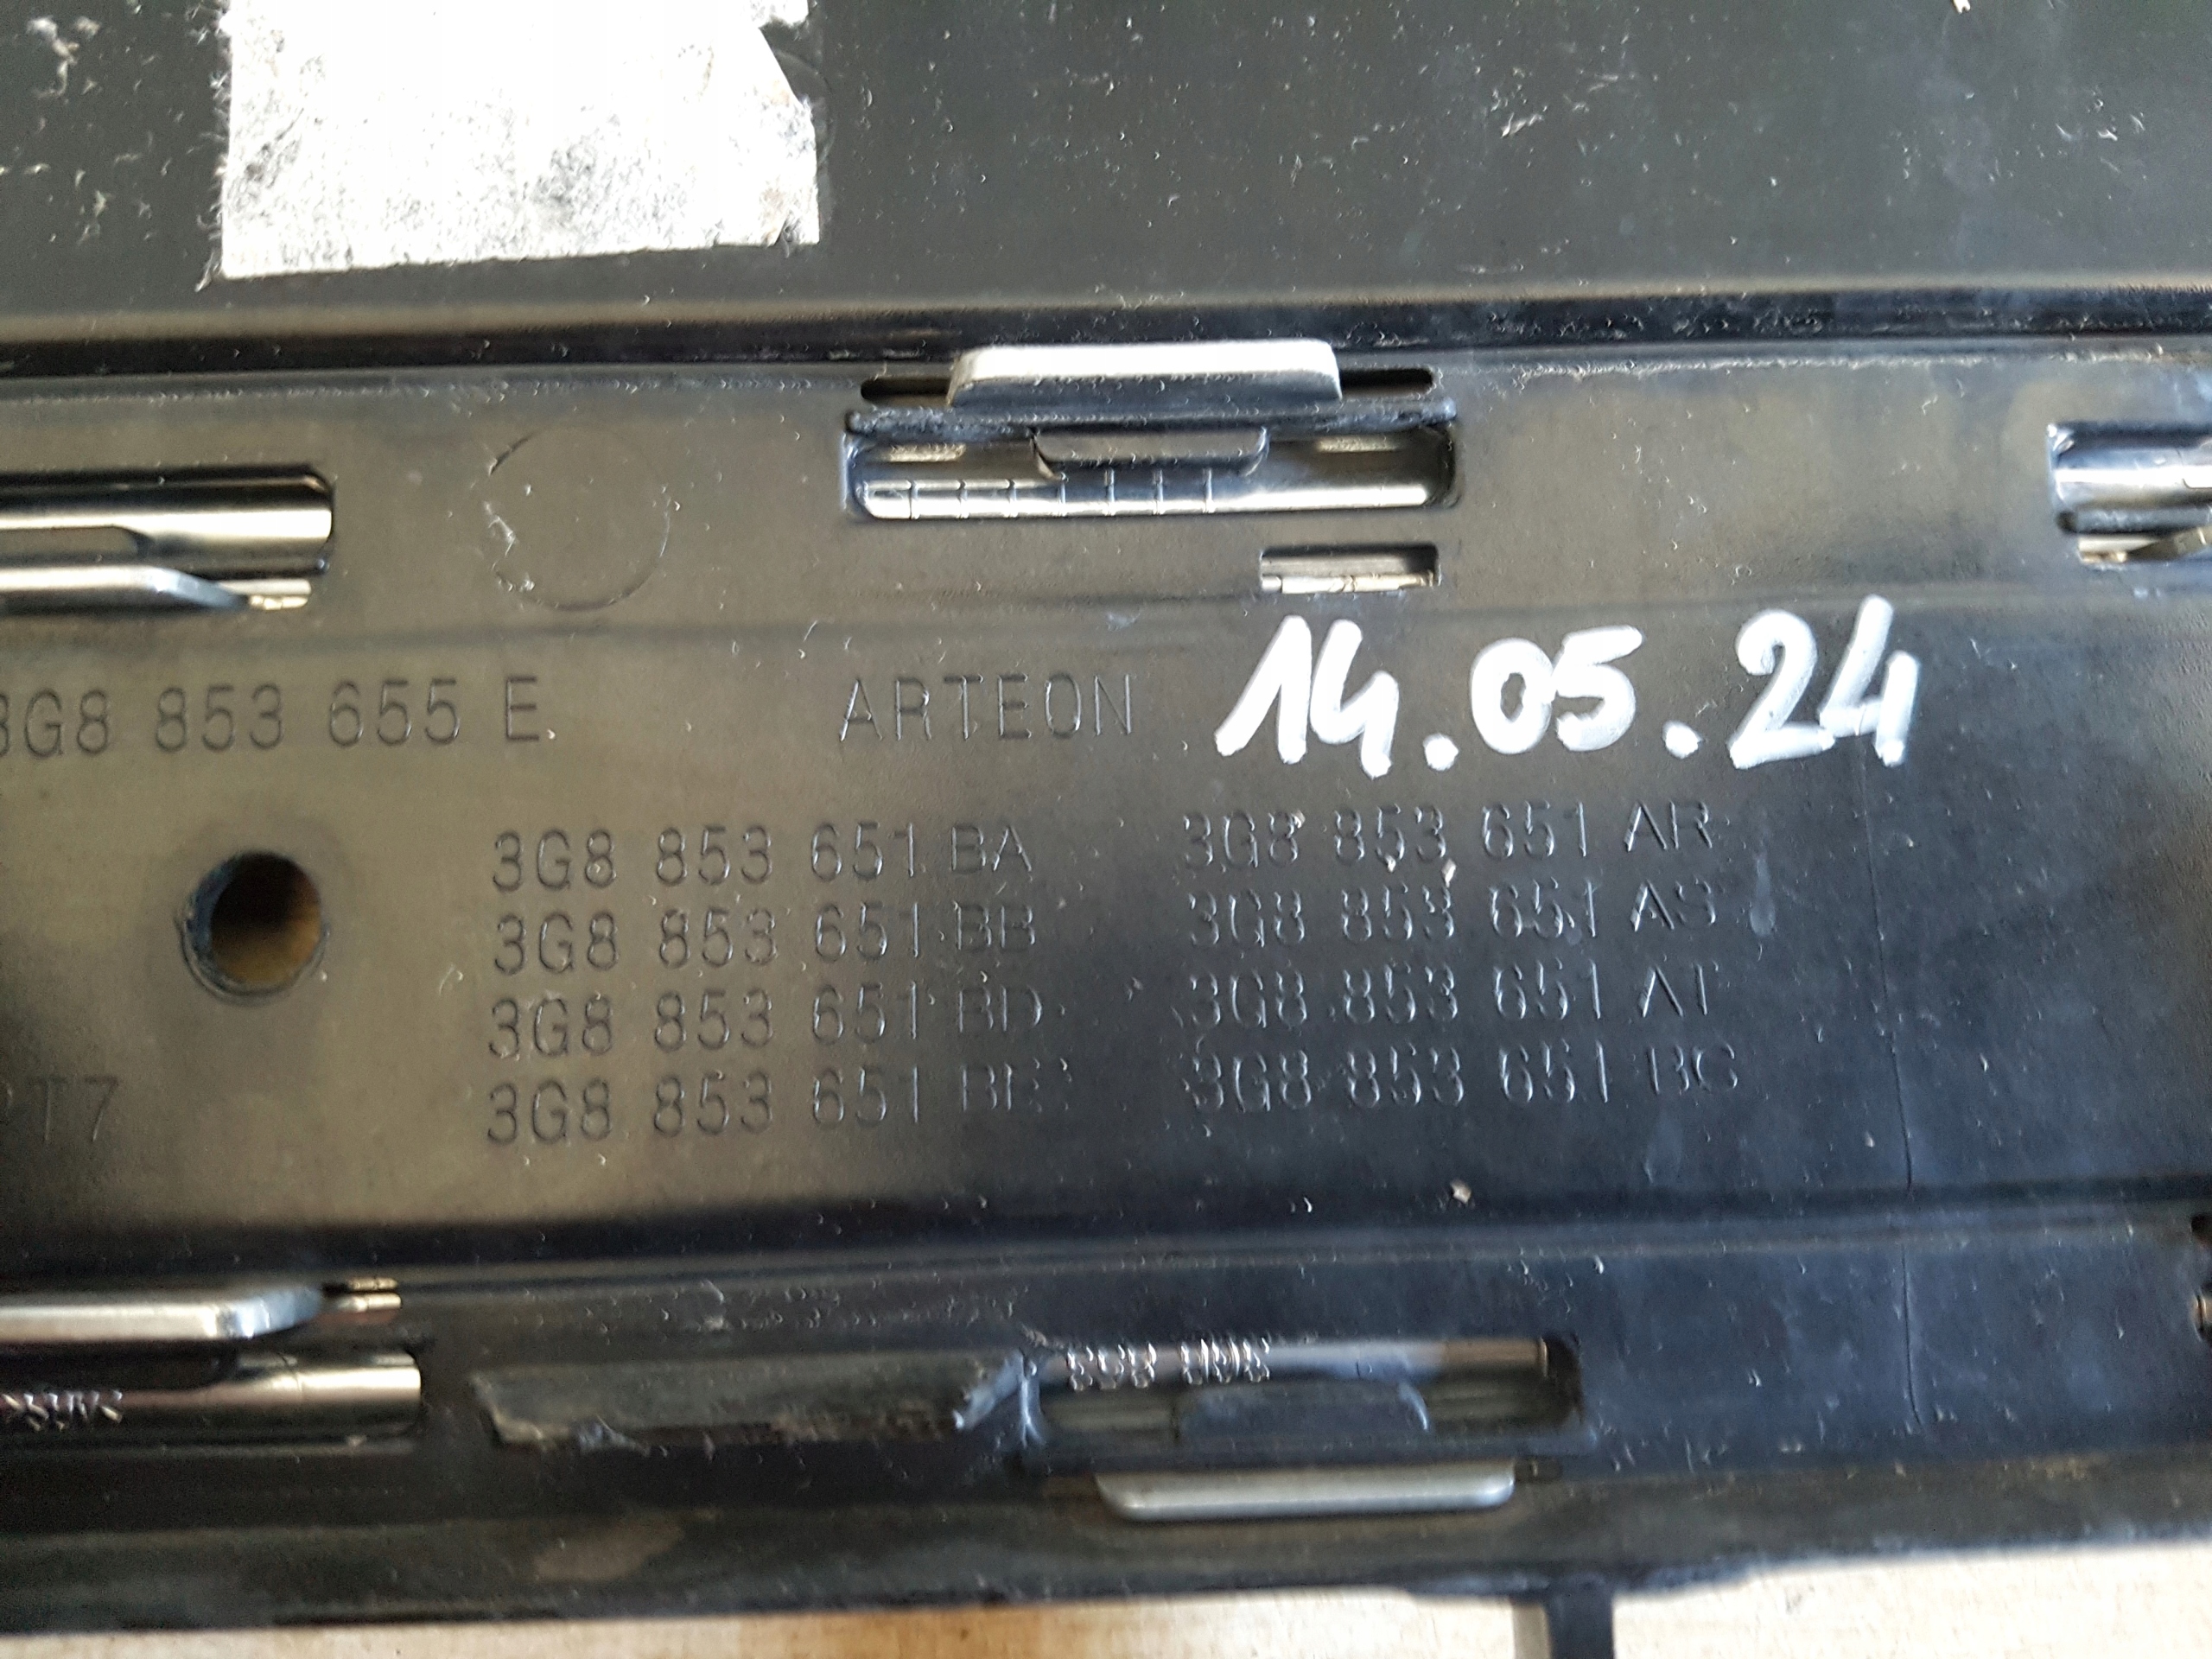 3G8 853 655 E ARTEON 14.05.24
3G8 853 651 BA 3G8 853 651 AR
3G8 853 651 BB 3G8 853 651 AS
3G8 853 651 BD 3G8 853 651 AT
3G8 853 651 BE 3G8 853 651 BG
T7